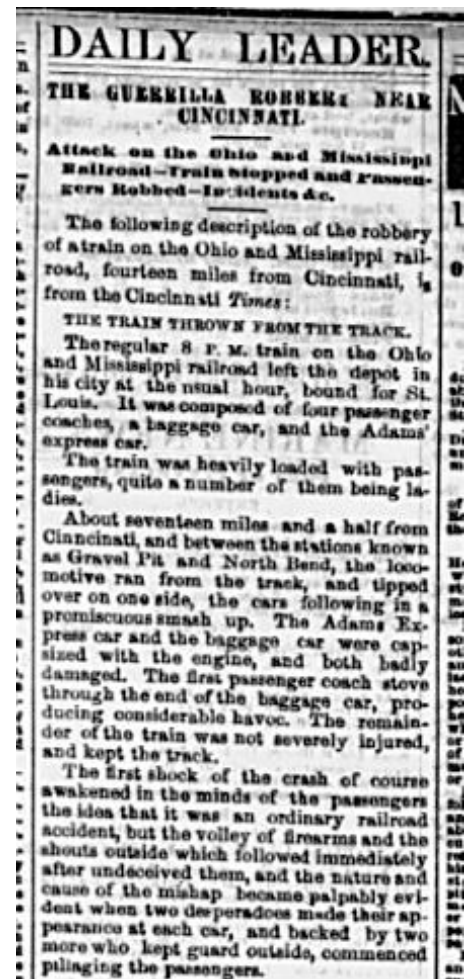 DAILY LEADER.
THE GUERRILLA ROBBERS NEAR
CINCINNATI.
Attack on the Ohio and Mississippi
Railroad—Train Stopped and Passen-
gers Robbed—Incidents &c.
The following description of the robbery
of a train on the Ohio and Mississippi rail-
road, fourteen miles from Cincinnati, is
from the Cincinnati Times:
THE TRAIN THROWN FROM THE TRACK.
The regular 8 P. M. train on the Ohio
and Mississippi railroad left the depot in
his city at the usual hour, bound for St.
Louis. It was composed of four passenger
coaches, a baggage car, and the Adams'
express car.
The train was heavily loaded with pas-
sengers, quite a number of them being la-
dies.
About seventeen miles and a half from
Cinncinati, and between the stations known
as Gravel Pit and North Bend, the loco-
motive ran from the track, and tipped
over on one side, the cars following in a
promiscuous smash up. The Adams Ex-
press car and the baggage car were cap-
sized with the engine, and both badly
damaged. The first passenger coach stove
through the end of the baggage car, pro-
ducing considerable havoc. The remain-
der of the train was not severely injured,
and kept the track.
The first shock of the crash of course
awakened in the minds of the passengers
the idea that it was an ordinary railroad
accident, but the volley of firearms and the
shouts outside which followed immediately
after undeceived them, and the nature and
cause of the mishap became palpably evi-
dent when two desperadoes made their ap-
pearance at each car, and backed by two
more who kept guard outside, commenced
pillaging the passengers.